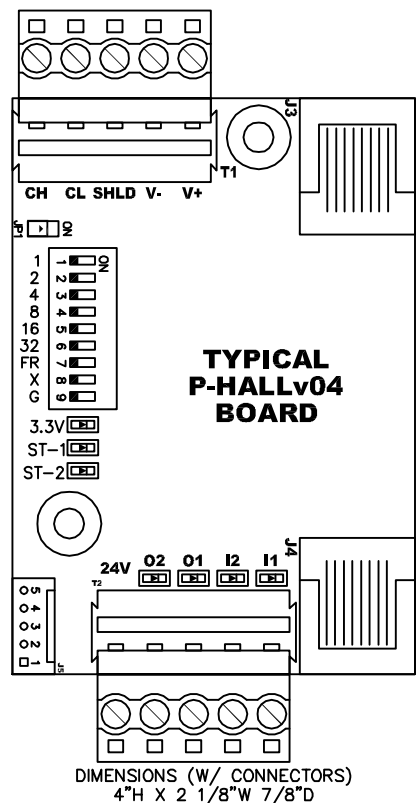 J3
T1
CH CL SHLD V- V+
JP1 ON
ON
1 1
2 2
4 3
8 4
16 5
32 6
FR 7
X 8
G 9
TYPICAL
P-HALLv04
BOARD
3.3V
ST-1
ST-2
J4
24V O2 O1 I2 I1
T2
5
4
3
2
1
J5
DIMENSIONS (W/ CONNECTORS)
4"H X 2 1/8"W 7/8"D